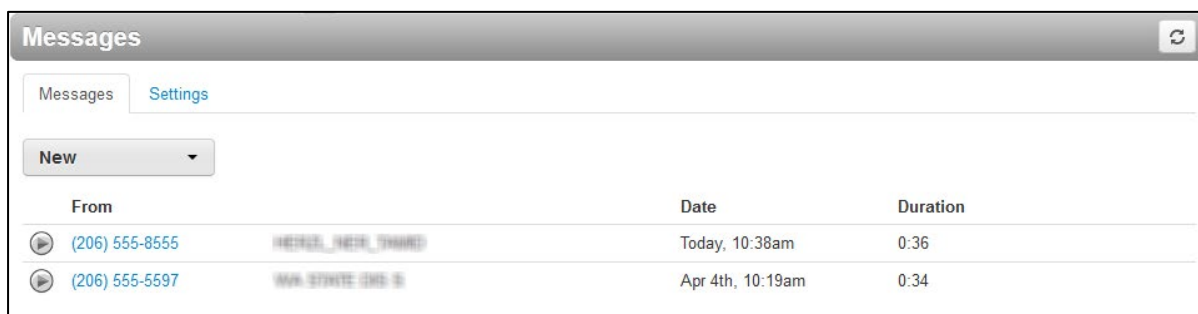 Messages
Messages Settings
New
From Date Duration
(206) 555-8555 Today, 10:38am 0:36
(206) 555-5597 Apr 4th, 10:19am 0:34